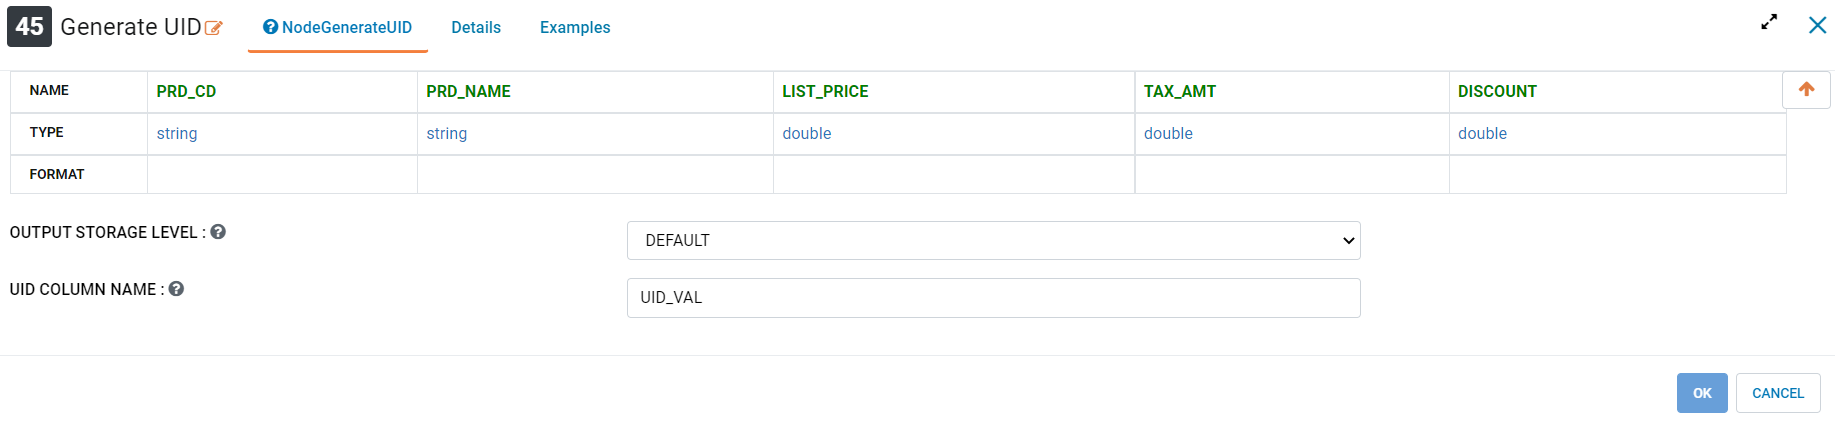 45 Generate UID NodeGenerateUID Details Examples
NAME PRD_CD PRD_NAME LIST_PRICE TAX_AMT DISCOUNT
TYPE string string double double double
FORMAT
OUTPUT STORAGE LEVEL : DEFAULT
UID COLUMN NAME : UID_VAL
OK CANCEL